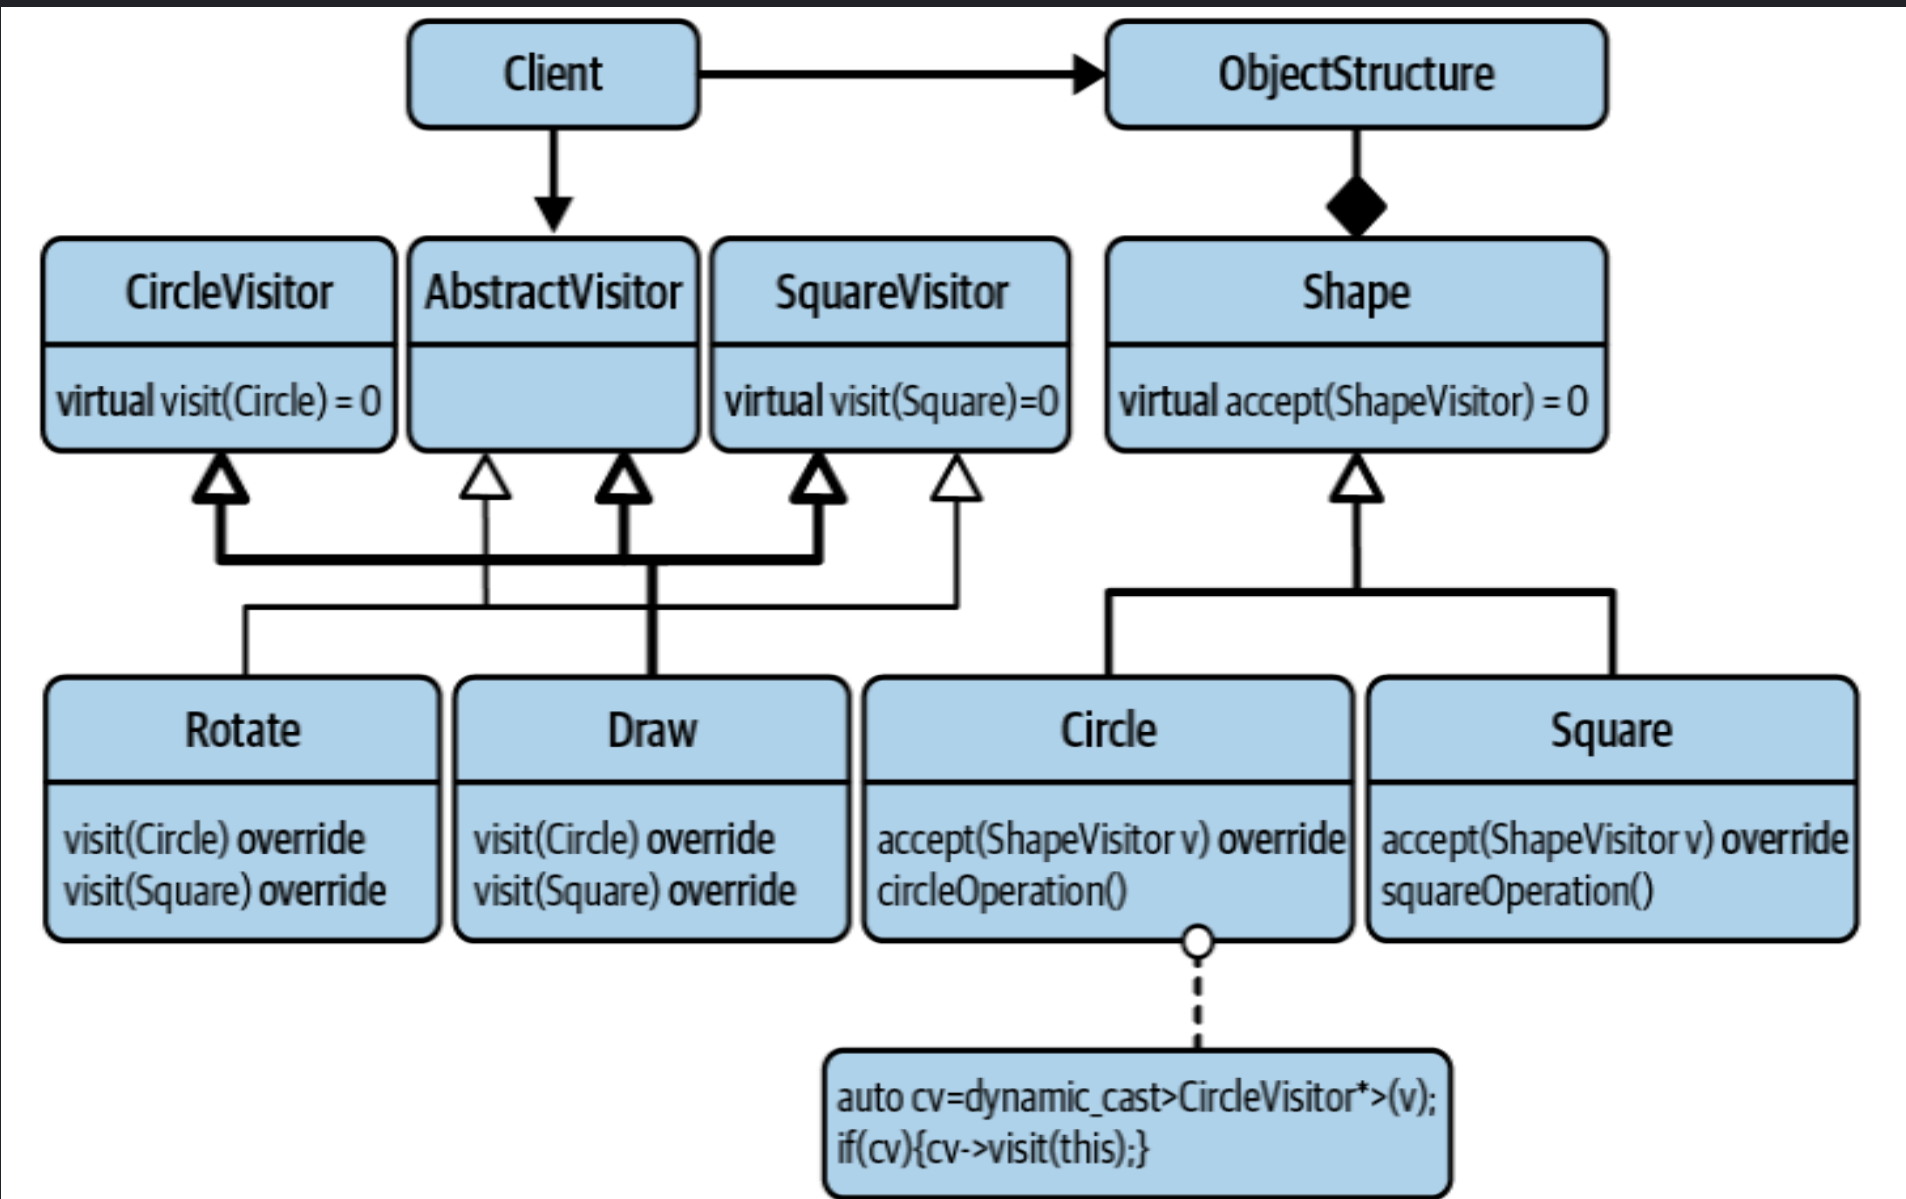 Client
ObjectStructure
CircleVisitor
virtual visit(Circle) = 0
AbstractVisitor
SquareVisitor
virtual visit(Square)=0
Shape
virtual accept(ShapeVisitor) = 0
Rotate
visit(Circle) override
visit(Square) override
Draw
visit(Circle) override
visit(Square) override
Circle
accept(ShapeVisitor v) override
circleOperation()
Square
accept(ShapeVisitor v) override
squareOperation()
auto cv=dynamic_cast>CircleVisitor*>(v);
if(cv){cv->visit(this);}